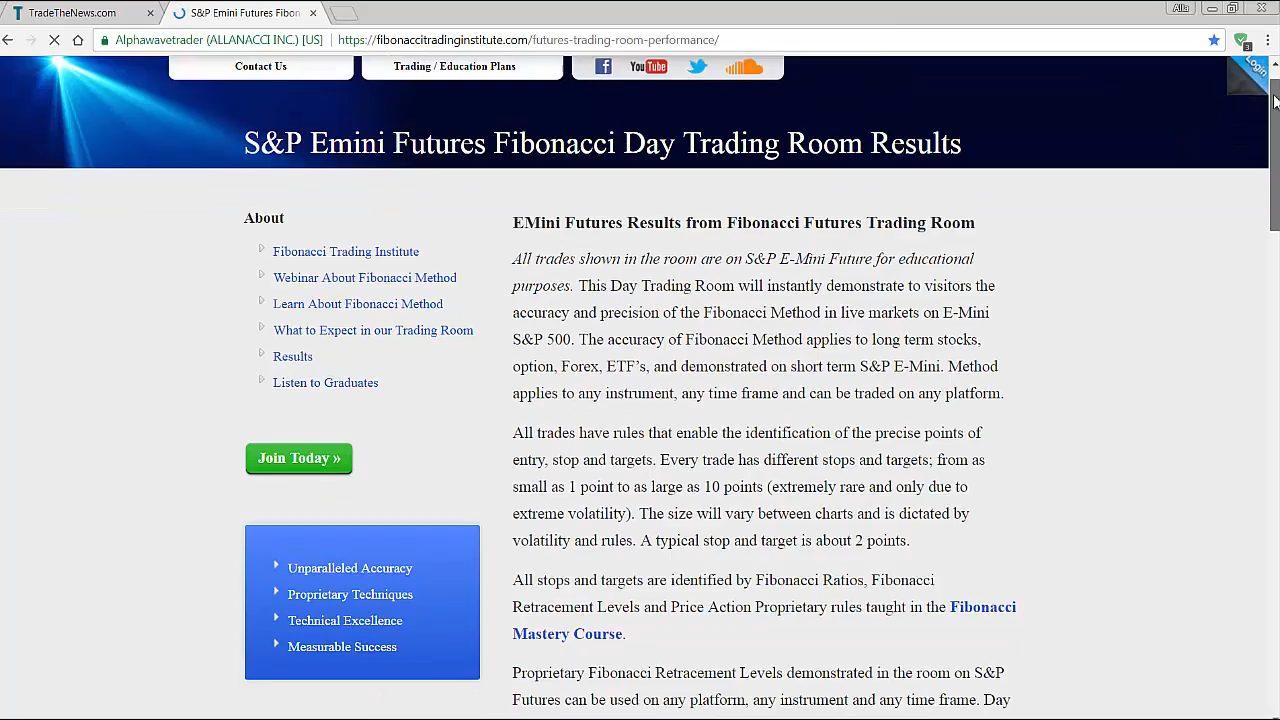 TradeTheNews.com
S&P Emini Futures Fibon
Alla
Alphawavetrader (ALLANACCI INC.) [US]
https://fibonaccitradinginstitute.com/futures-trading-room-performance/
3
Contact Us
Trading / Education Plans
You Tube
Login
S&P Emini Futures Fibonacci Day Trading Room Results
About
Fibonacci Trading Institute
Webinar About Fibonacci Method
Learn About Fibonacci Method
What to Expect in our Trading Room
Results
Listen to Graduates
Join Today »
Unparalleled Accuracy
Proprietary Techniques
Technical Excellence
Measurable Success
EMini Futures Results from Fibonacci Futures Trading Room
All trades shown in the room are on S&P E-Mini Future for educational
purposes. This Day Trading Room will instantly demonstrate to visitors the
accuracy and precision of the Fibonacci Method in live markets on E-Mini
S&P 500. The accuracy of Fibonacci Method applies to long term stocks,
option, Forex, ETF’s, and demonstrated on short term S&P E-Mini. Method
applies to any instrument, any time frame and can be traded on any platform.
All trades have rules that enable the identification of the precise points of
entry, stop and targets. Every trade has different stops and targets; from as
small as 1 point to as large as 10 points (extremely rare and only due to
extreme volatility). The size will vary between charts and is dictated by
volatility and rules. A typical stop and target is about 2 points.
All stops and targets are identified by Fibonacci Ratios, Fibonacci
Retracement Levels and Price Action Proprietary rules taught in the Fibonacci
Mastery Course.
Proprietary Fibonacci Retracement Levels demonstrated in the room on S&P
Futures can be used on any platform, any instrument and any time frame. Day